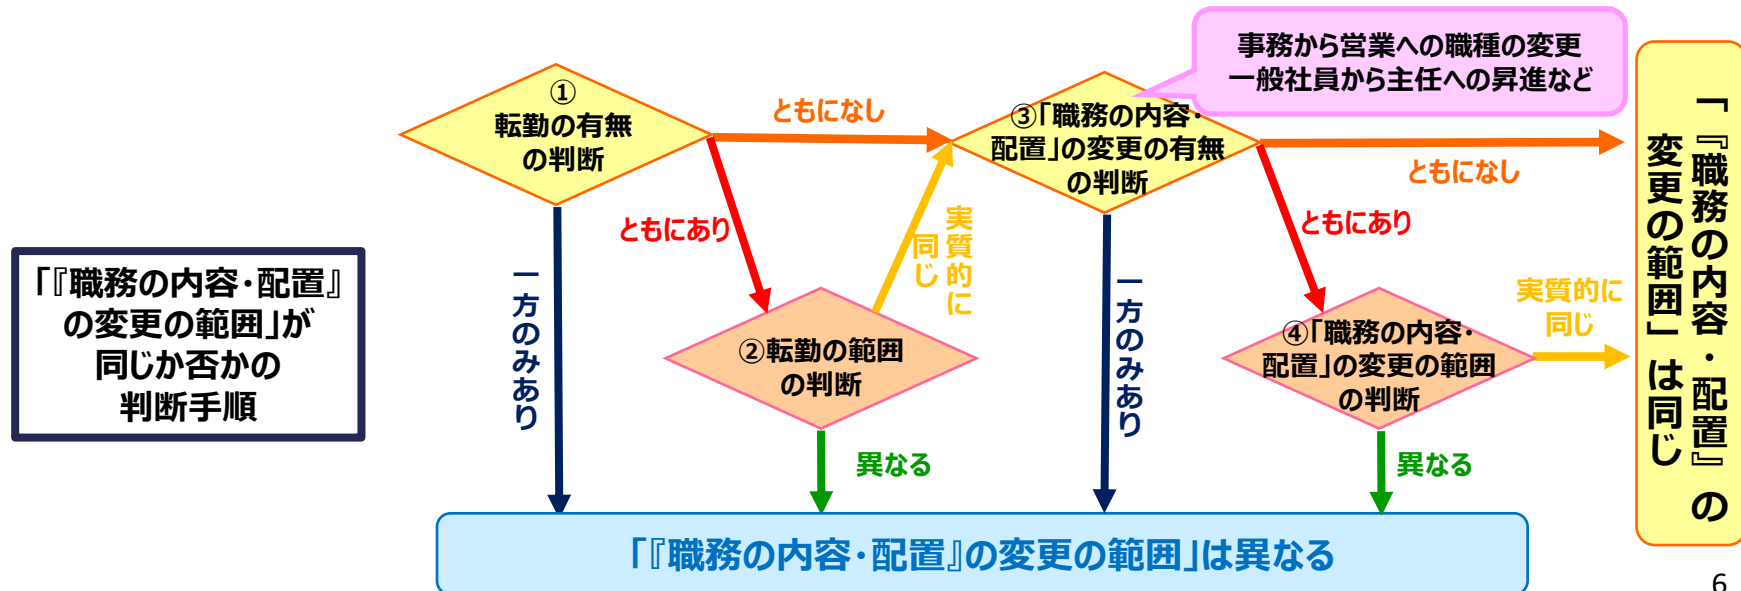 「『職務の内容・配置』
の変更の範囲」が
同じか否かの
判断手順
①
転勤の有無
の判断
ともになし
ともにあり
一方のみあり
②転勤の範囲
の判断
実質的に
同じ
異なる
事務から営業への職種の変更
一般社員から主任への昇進など
③「職務の内容・
配置」の変更の有無
の判断
ともになし
ともにあり
一方のみあり
④「職務の内容・
配置」の変更の範囲
の判断
実質的に
同じ
異なる
「『職務の内容・配置』の
変更の範囲」は同じ
「『職務の内容・配置』の変更の範囲」は異なる
6